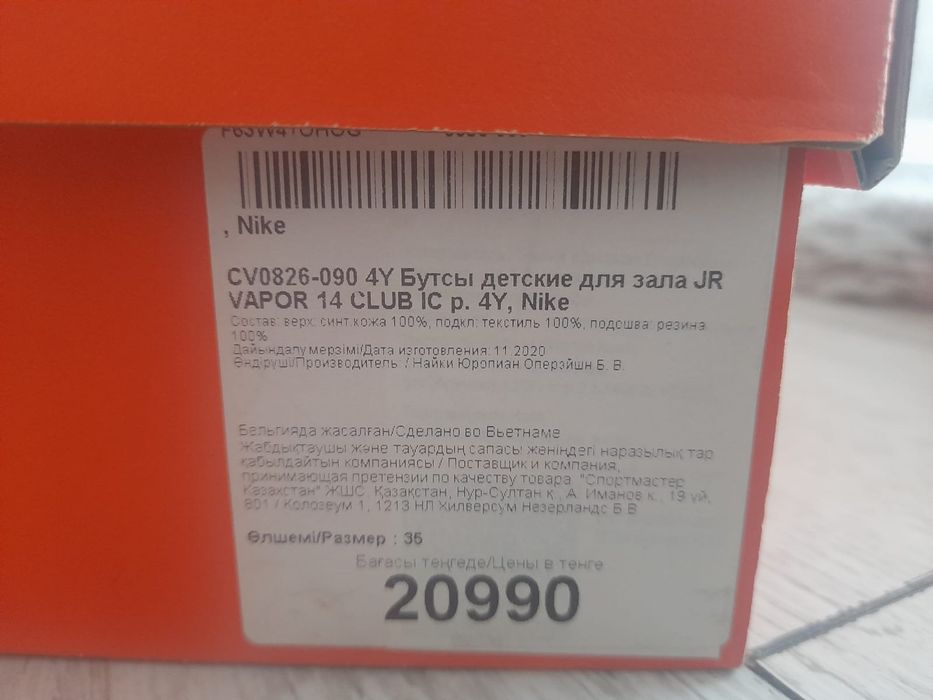 , Nike
CV0826-090 4Y Бутсы детские для зала JR
VAPOR 14 CLUB IC р. 4Y, Nike
Состав: верх: синт.кожа 100%, подкл: текстиль 100%, подошва: резина
100%
Дайындалу мерзімі/Дата изготовления: 11.2020
Өндіруші/Производитель: / Найки Юропиан Оперэйшн Б. В.
Бельгияда жасалған/Сделано во Вьетнаме
Жабдықтаушы және тауардың сапасы жөніндегі наразылық тар
қабылдайтын компаниясы / Поставщик и компания,
принимающая претензии по качеству товара: "Спортмастер
Казахстан" ЖШС, Қазақстан, Нур-Султан қ., А. Иманов к., 19 үй,
801 / Колозеум 1, 1213 НЛ Хилверсум Незерландс Б.В
Өлшемі/Размер : 35
Бағасы теңгеде/Цены в тенге
20990